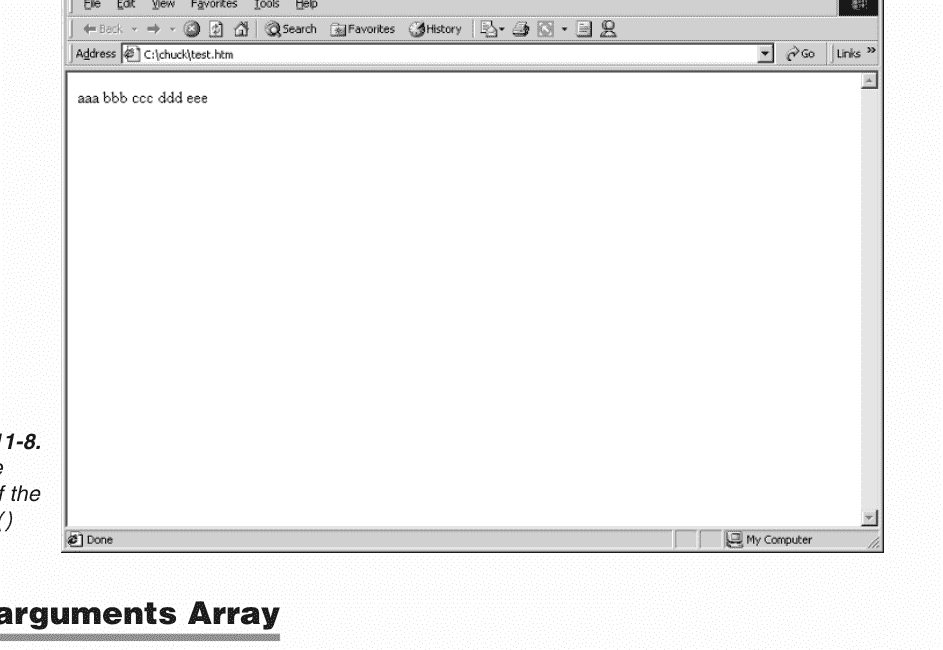 File Edit View Favorites Tools Help
Back Search Favorites History
Address C:\chuck\test.htm Go Links »
aaa bbb ccc ddd eee
11-8.
the
()
Done My Computer
arguments Array